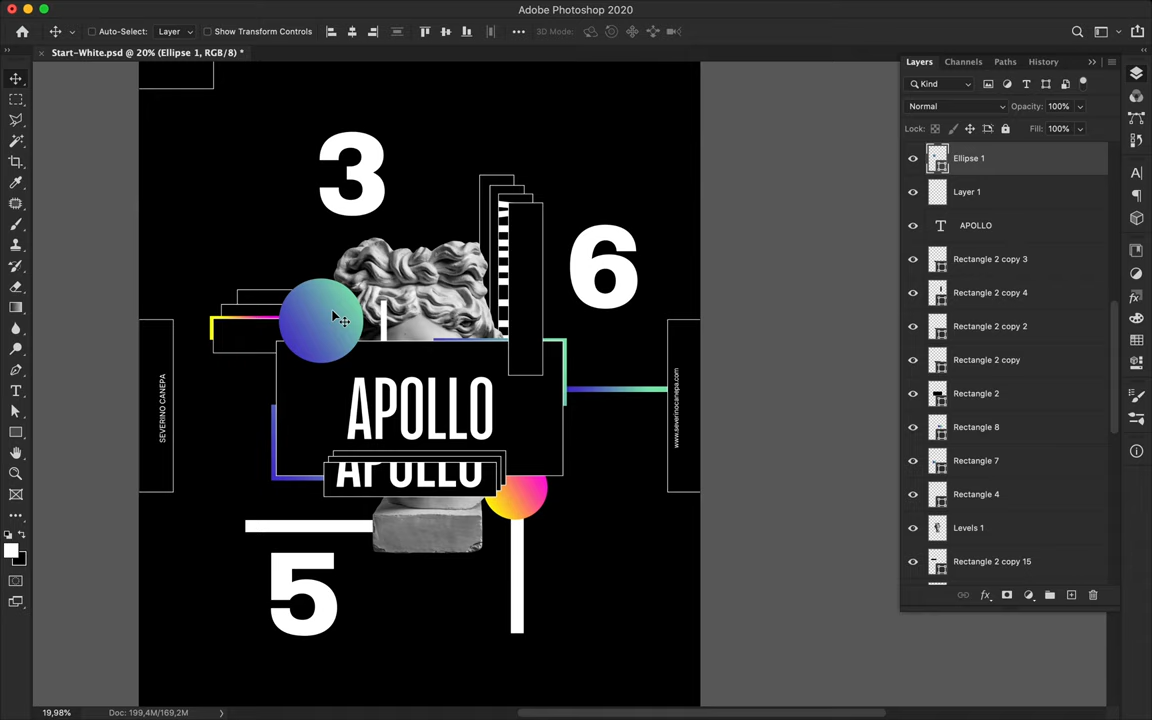 Adobe Photoshop 2020
Auto-Select:
Layer
Show Transform Controls
3D Mode:
Start-White.psd @ 20% (Ellipse 1, RGB/8) *
Layers
Channels
Paths
History
Kind
Normal
Opacity: 100%
Lock:
Fill: 100%
Ellipse 1
Layer 1
APOLLO
Rectangle 2 copy 3
Rectangle 2 copy 4
Rectangle 2 copy 2
Rectangle 2 copy
Rectangle 2
Rectangle 8
Rectangle 7
Rectangle 4
Levels 1
Rectangle 2 copy 15
3
6
SEVERINO CANEPA
www.severinocanepa.com
APOLLO
APOLLO
5
19,98%
Doc: 199,4M/169,2M